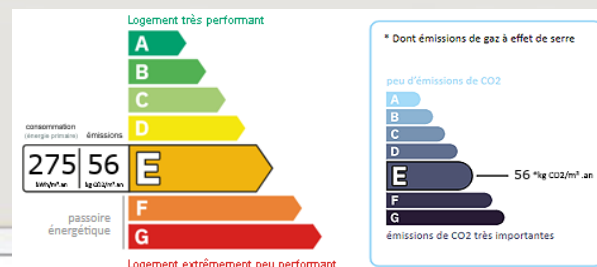 Logement très performant
A
B
C
D
consommation
(énergie primaire)
émissions
275
56
kWh/m².an
kg CO2/m².an
E
passoire
énergétique
F
G
Logement extrêmement peu performant
* Dont émissions de gaz à effet de serre
peu d'émissions de CO2
A
B
C
D
E
56 *kg CO2/m².an
F
G
émissions de CO2 très importantes